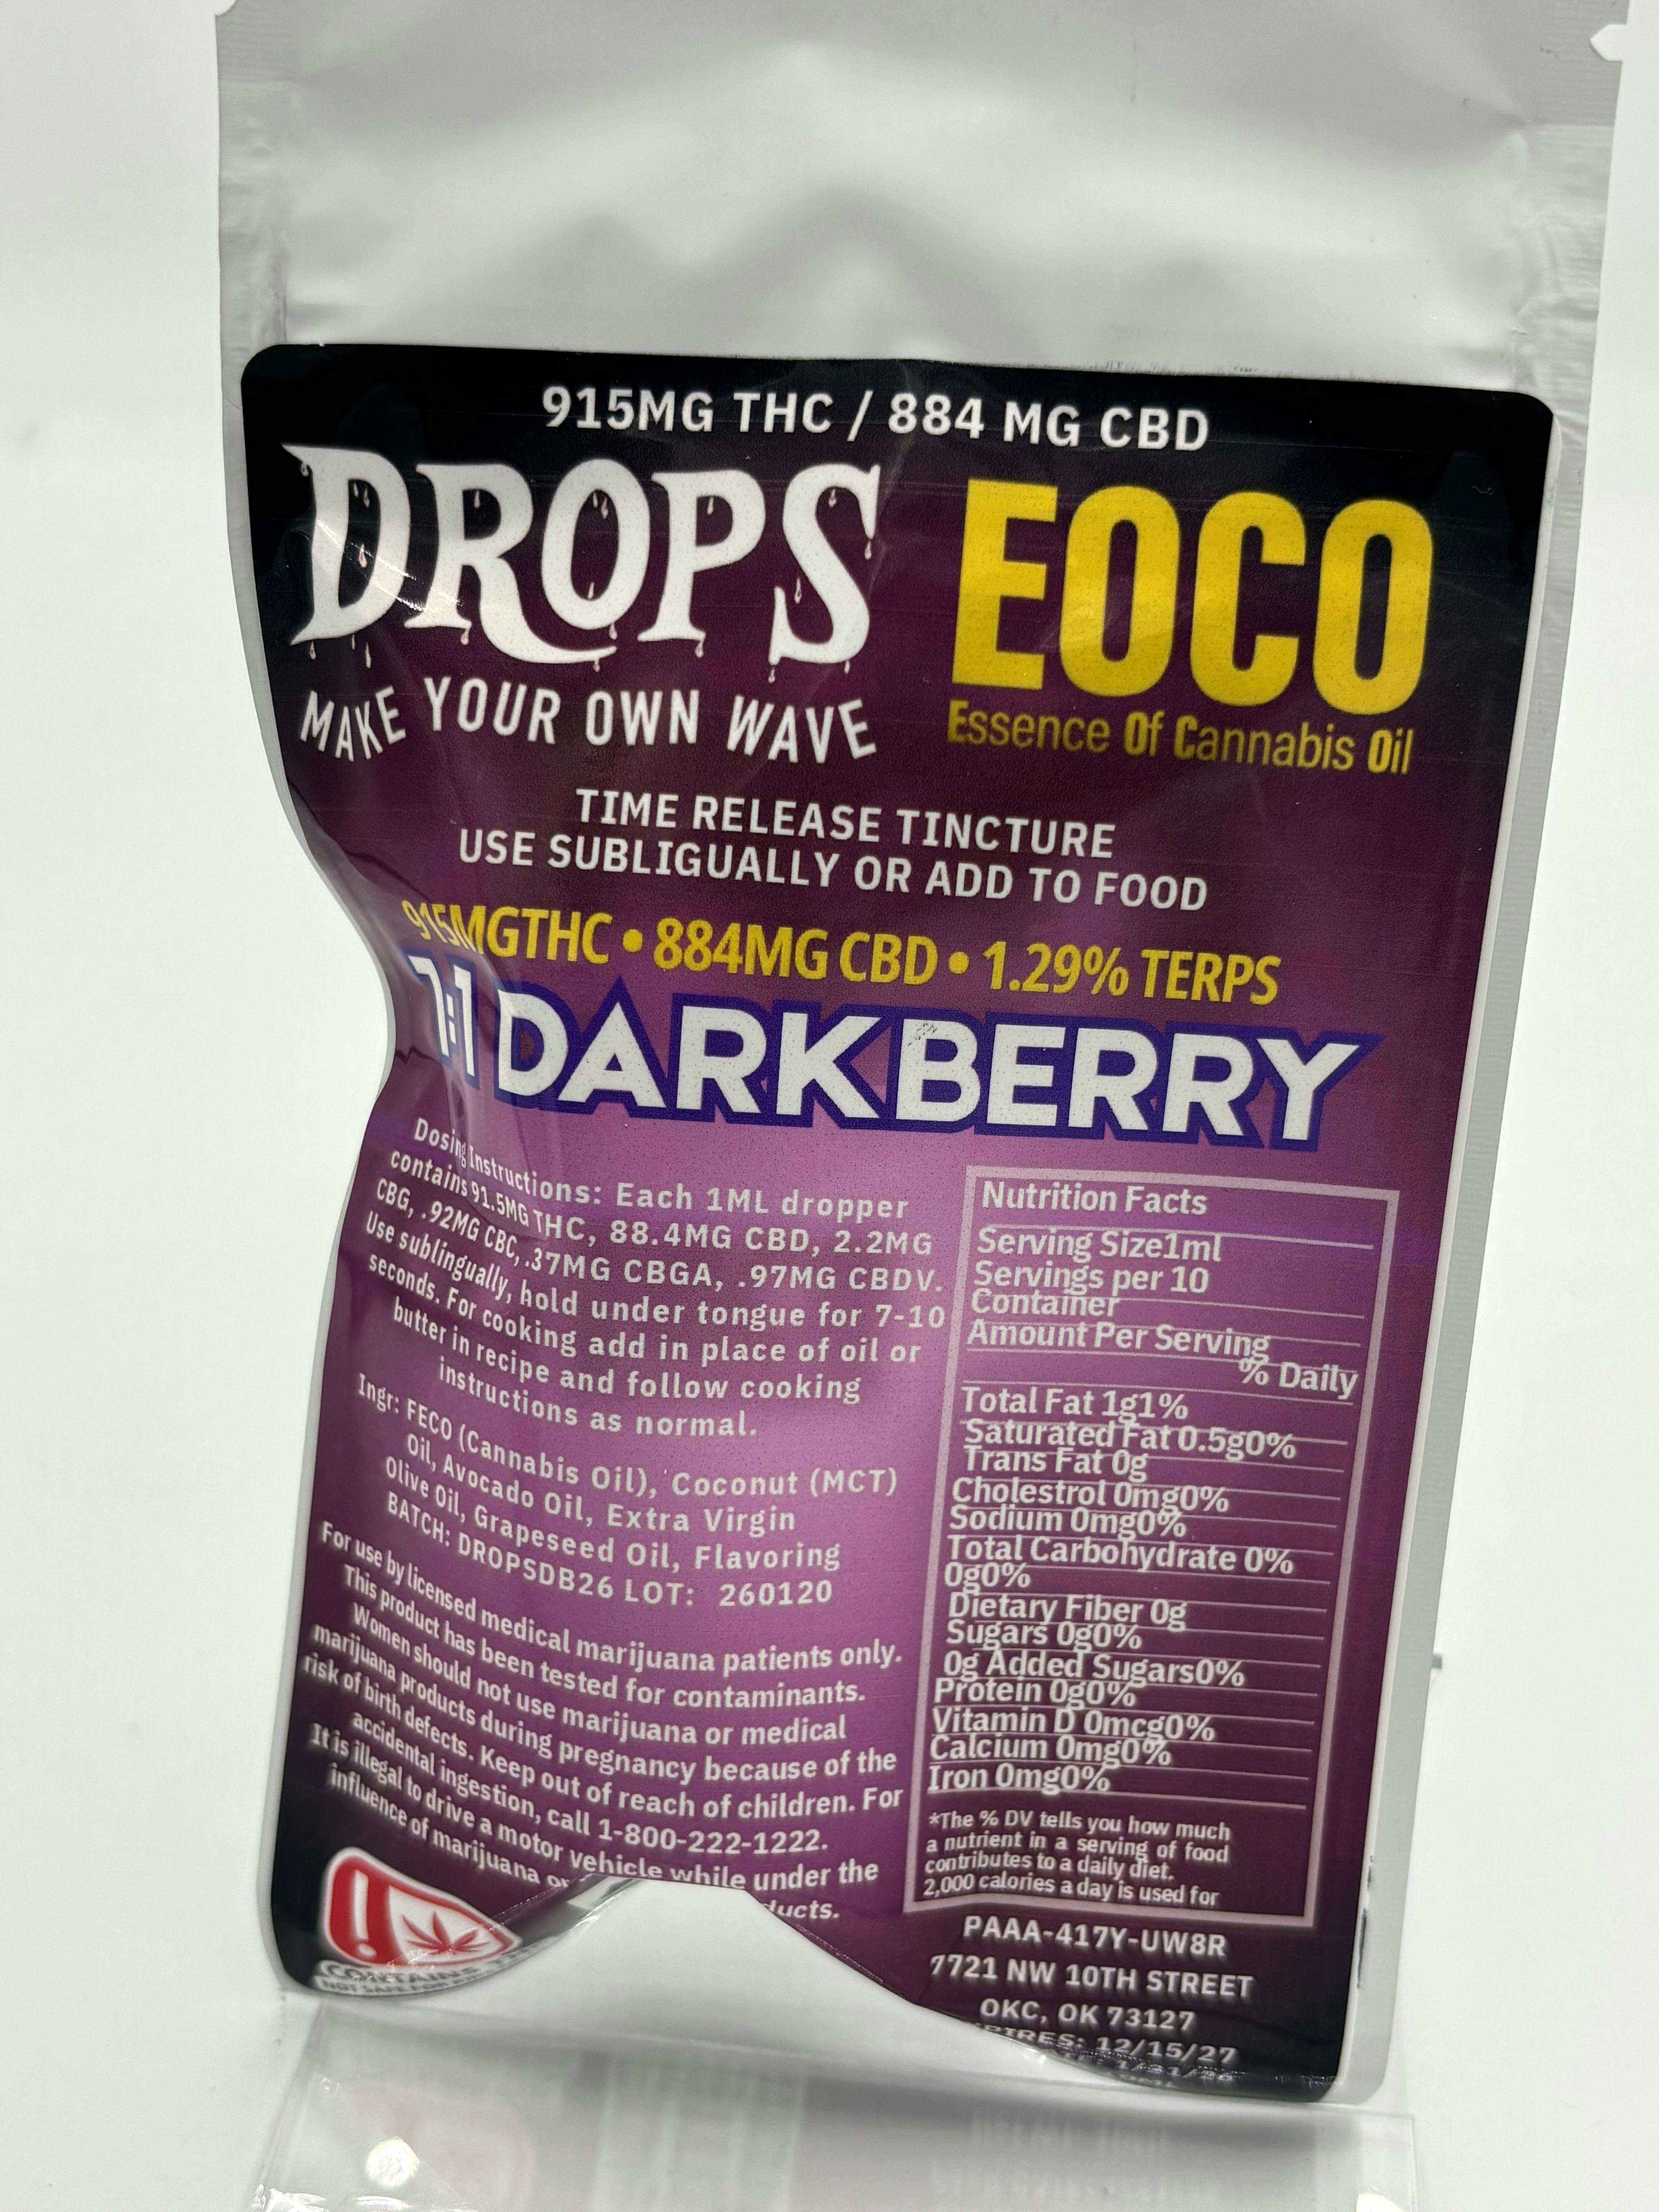 915MG THC / 884 MG CBD
DROPS
MAKE YOUR OWN WAVE
EOCO
Essence Of Cannabis Oil
TIME RELEASE TINCTURE
USE SUBLIGUALLY OR ADD TO FOOD
915MGTHC • 884MG CBD • 1.29% TERPS
1:1 DARKBERRY
Dosing Instructions: Each 1ML dropper
contains 91.5MG THC, 88.4MG CBD, 2.2MG
CBG, .92MG CBC, .37MG CBGA, .97MG CBDV.
Use sublingually, hold under tongue for 7-10
seconds. For cooking add in place of oil or
butter in recipe and follow cooking
instructions as normal.
Ingr: FECO (Cannabis Oil), Coconut (MCT)
Oil, Avocado Oil, Extra Virgin
Olive Oil, Grapeseed Oil, Flavoring
BATCH: DROPSDB26 LOT: 260120
For use by licensed medical marijuana patients only.
This product has been tested for contaminants.
Women should not use marijuana or medical
marijuana products during pregnancy because of the
risk of birth defects. Keep out of reach of children. For
accidental ingestion, call 1-800-222-1222.
It is illegal to drive a motor vehicle while under the
influence of marijuana
Nutrition Facts
Serving Size1ml
Servings per 10
Container
Amount Per Serving
% Daily
Total Fat 1g1%
Saturated Fat 0.5g0%
Trans Fat 0g
Cholestrol 0mg0%
Sodium 0mg0%
Total Carbohydrate 0%
0g0%
Dietary Fiber 0g
Sugars 0g0%
0g Added Sugars0%
Protein 0g0%
Vitamin D 0mcg0%
Calcium 0mg0%
Iron 0mg0%
*The % DV tells you how much
a nutrient in a serving of food
contributes to a daily diet.
2,000 calories a day is used for
PAAA-417Y-UW8R
7721 NW 10TH STREET
OKC, OK 73127
12/15/27
CONTAINS